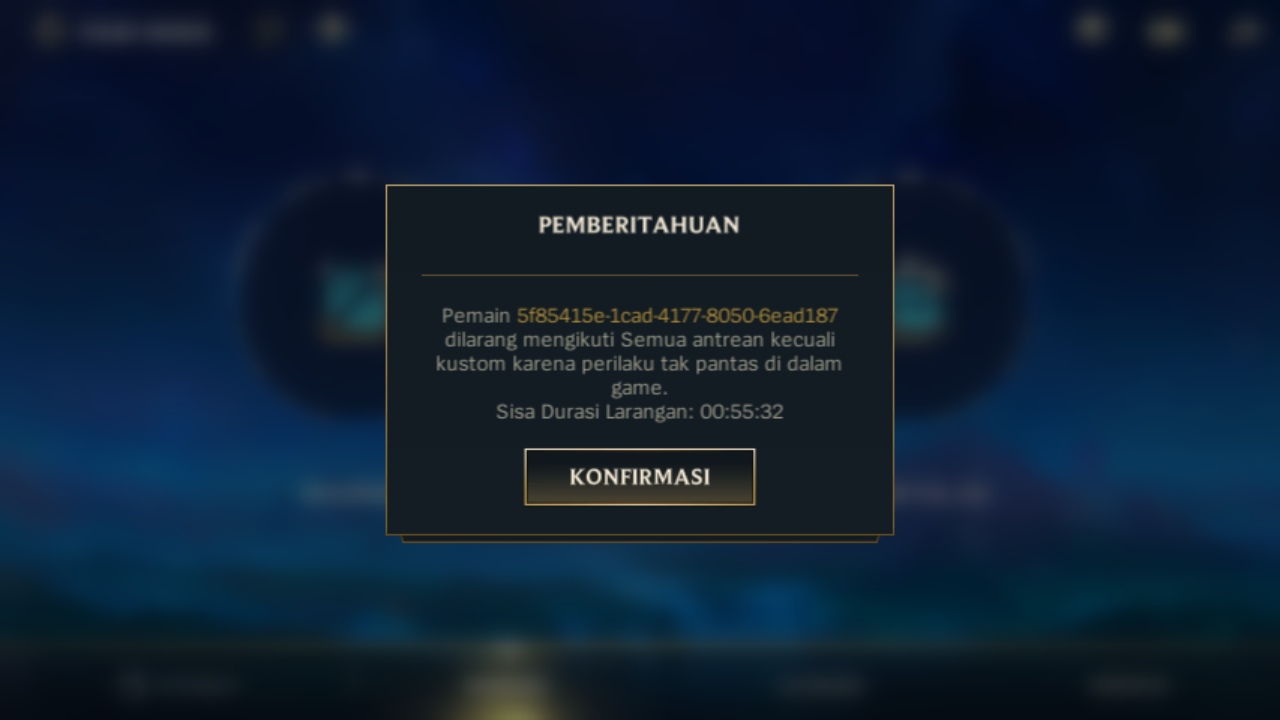 PEMBERITAHUAN
Pemain 5f85415e-1cad-4177-8050-6ead187
dilarang mengikuti Semua antrean kecuali
kustom karena perilaku tak pantas di dalam
game.
Sisa Durasi Larangan: 00:55:32
KONFIRMASI